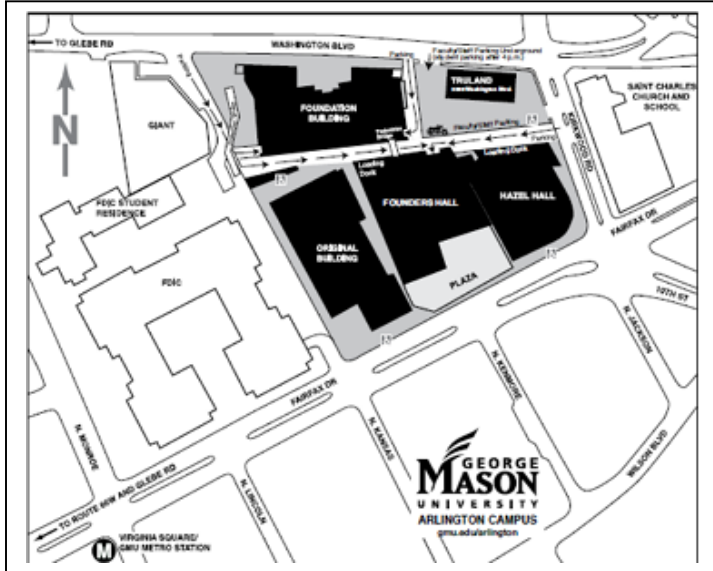 TO GLEBE RD
WASHINGTON BLVD
Parking
Parking
Faculty/Staff Parking Underground
TRULAND
SAINT CHARLES
CHURCH AND
SCHOOL
GIANT
N
FOUNDATION
BUILDING
Faculty/Staff Parking
Parking
KIRKWOOD RD
Loading
Dock
Loading Dock
FDIC STUDENT
RESIDENCE
FOUNDERS HALL
HAZEL HALL
FAIRFAX DR
ORIGINAL
BUILDING
FDIC
PLAZA
10TH ST
N. JACKSON
N. KENMORE
FAIRFAX DR
N. MONROE
N. KANSAS
WILSON BLVD
GEORGE
MASON
UNIVERSITY
ARLINGTON CAMPUS
gmu.edu/arlington
N. LINCOLN
TO ROUTE 66W AND GLEBE RD
M
VIRGINIA SQUARE/
GMU METRO STATION